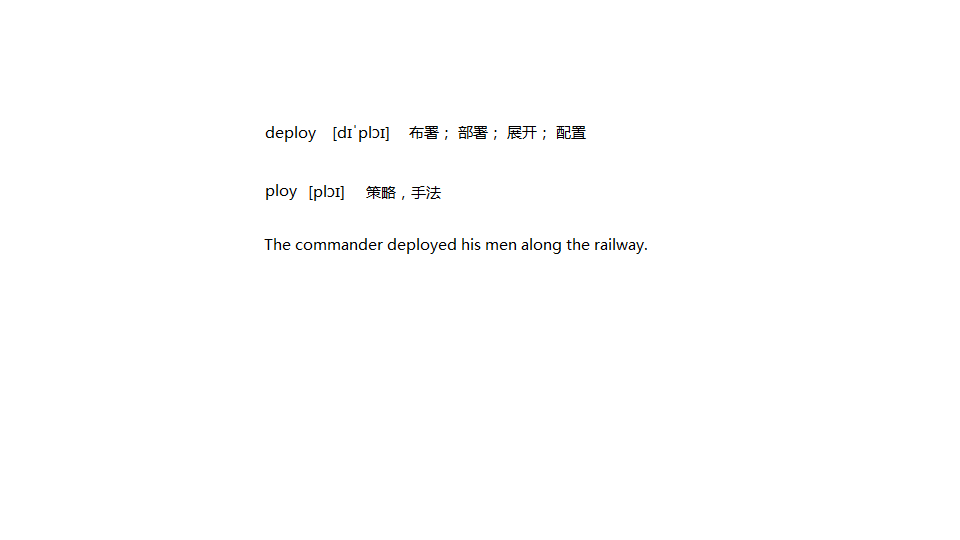 deploy [dɪˈplɔɪ] 布署； 部署； 展开； 配置
ploy [plɔɪ] 策略，手法
The commander deployed his men along the railway.